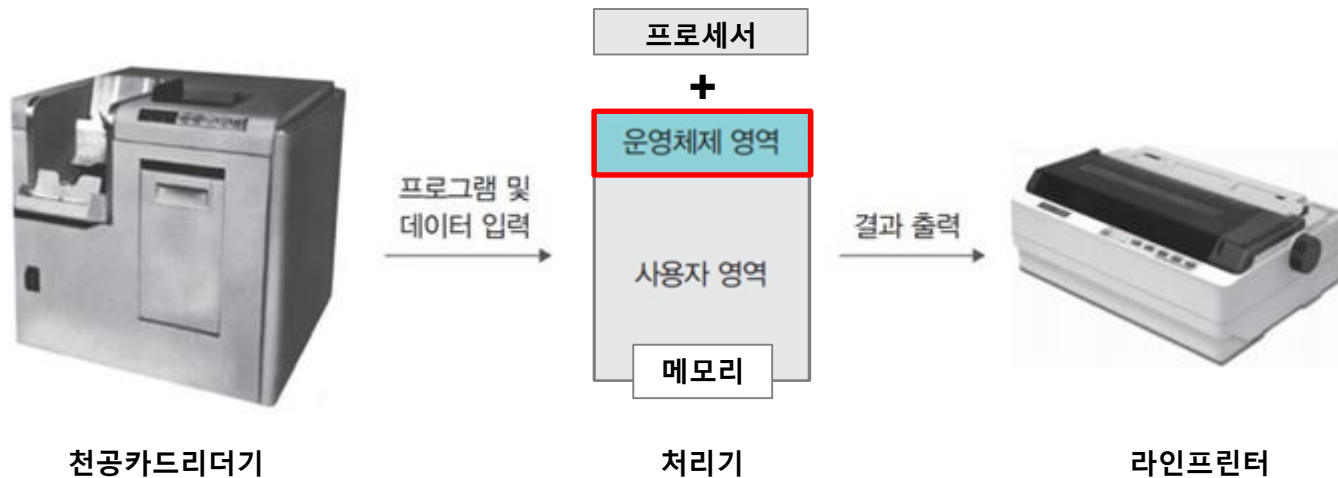 프로세서
+
운영체제 영역
프로그램 및
데이터 입력
결과 출력
사용자 영역
메모리
천공카드리더기
처리기
라인프린터